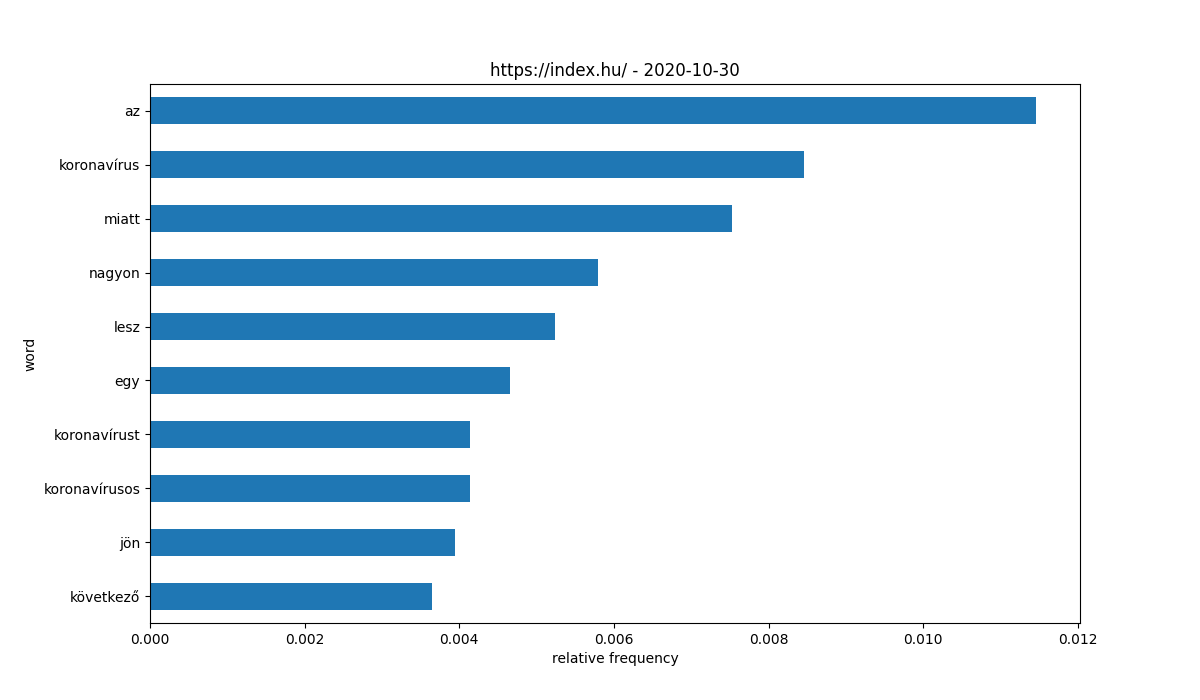 https://index.hu/ - 2020-10-30
word
az
koronavírus
miatt
nagyon
lesz
egy
koronavírust
koronavírusos
jön
következő
0.000 0.002 0.004 0.006 0.008 0.010 0.012
relative frequency